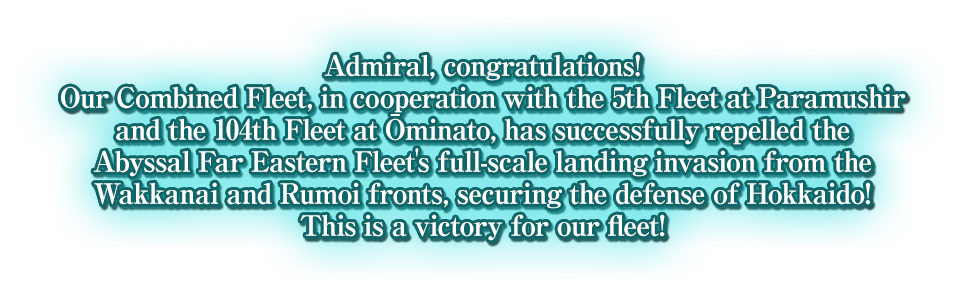 Admiral, congratulations!
Our Combined Fleet, in cooperation with the 5th Fleet at Paramushir
and the 104th Fleet at Ōminato, has successfully repelled the
Abyssal Far Eastern Fleet's full-scale landing invasion from the
Wakkanai and Rumoi fronts, securing the defense of Hokkaido!
This is a victory for our fleet!